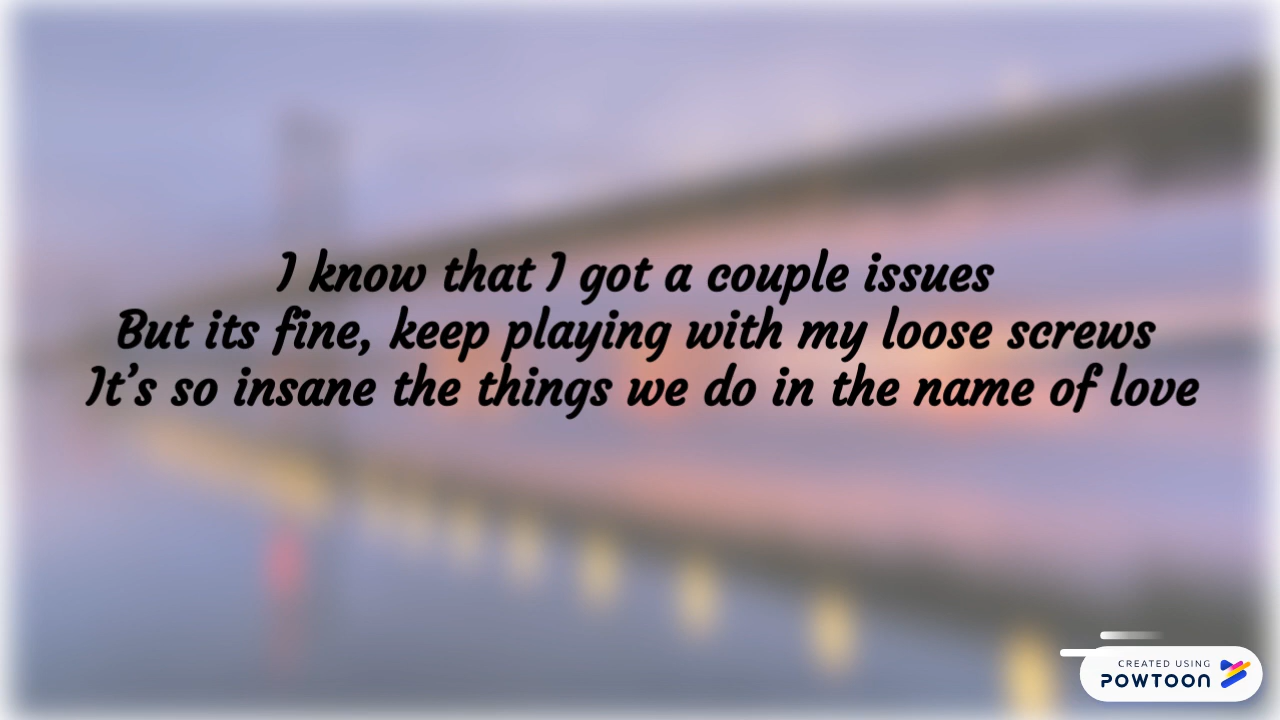 I know that I got a couple issues
But its fine, keep playing with my loose screws
It’s so insane the things we do in the name of love
CREATED USING
POWTOON